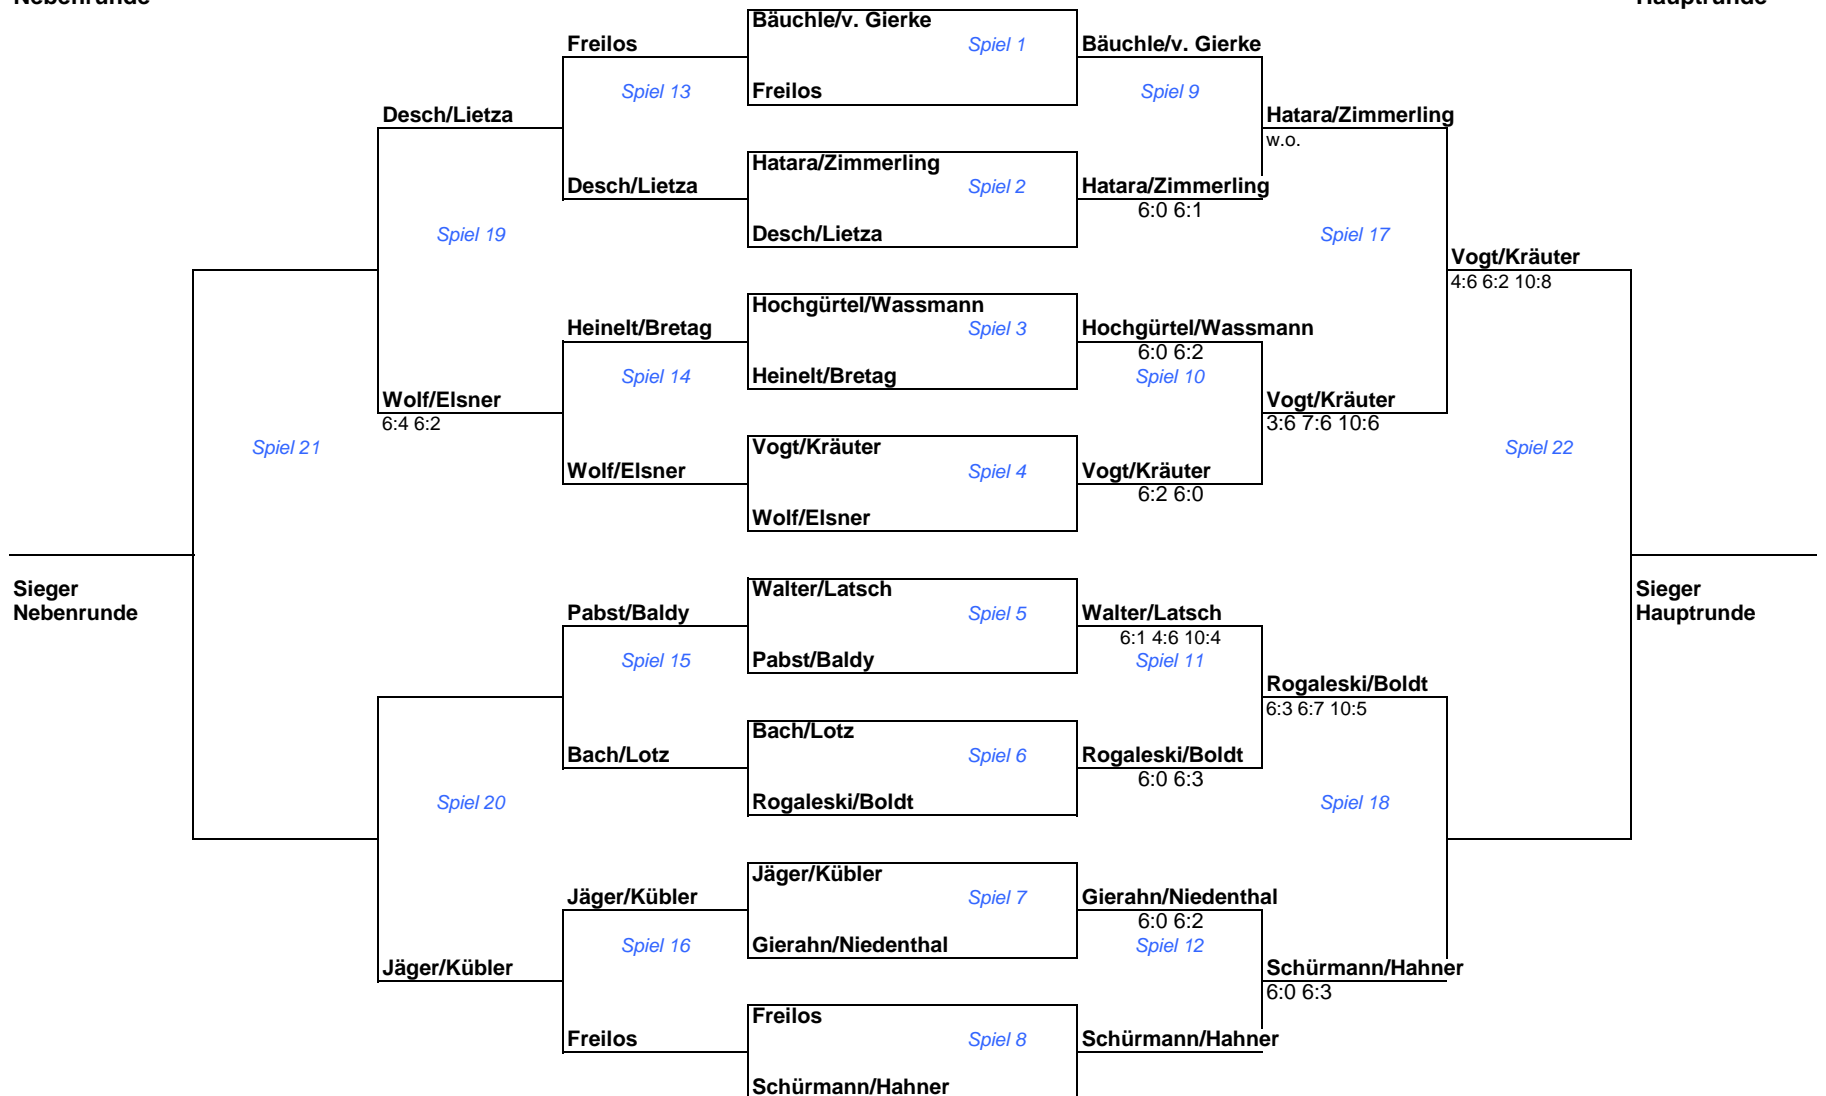 Nebenrunde
Hauptrunde
Bäuchle/v. Gierke
Freilos
Spiel 1
Bäuchle/v. Gierke
Spiel 13
Freilos
Spiel 9
Desch/Lietza
Hatara/Zimmerling
w.o.
Hatara/Zimmerling
Desch/Lietza
Spiel 2
Hatara/Zimmerling
6:0 6:1
Spiel 19
Desch/Lietza
Spiel 17
Vogt/Kräuter
4:6 6:2 10:8
Hochgürtel/Wassmann
Heinelt/Bretag
Spiel 3
Hochgürtel/Wassmann
6:0 6:2
Spiel 14
Heinelt/Bretag
Spiel 10
Wolf/Elsner
6:4 6:2
Vogt/Kräuter
3:6 7:6 10:6
Spiel 21
Vogt/Kräuter
Spiel 22
Wolf/Elsner
Spiel 4
Vogt/Kräuter
6:2 6:0
Wolf/Elsner
Sieger
Nebenrunde
Walter/Latsch
Sieger
Hauptrunde
Pabst/Baldy
Spiel 5
Walter/Latsch
6:1 4:6 10:4
Spiel 15
Pabst/Baldy
Spiel 11
Rogaleski/Boldt
6:3 6:7 10:5
Bach/Lotz
Bach/Lotz
Spiel 6
Rogaleski/Boldt
6:0 6:3
Spiel 20
Rogaleski/Boldt
Spiel 18
Jäger/Kübler
Jäger/Kübler
Spiel 7
Gierahn/Niedenthal
6:0 6:2
Spiel 16
Gierahn/Niedenthal
Spiel 12
Jäger/Kübler
Schürmann/Hahner
6:0 6:3
Freilos
Freilos
Spiel 8
Schürmann/Hahner
Schürmann/Hahner